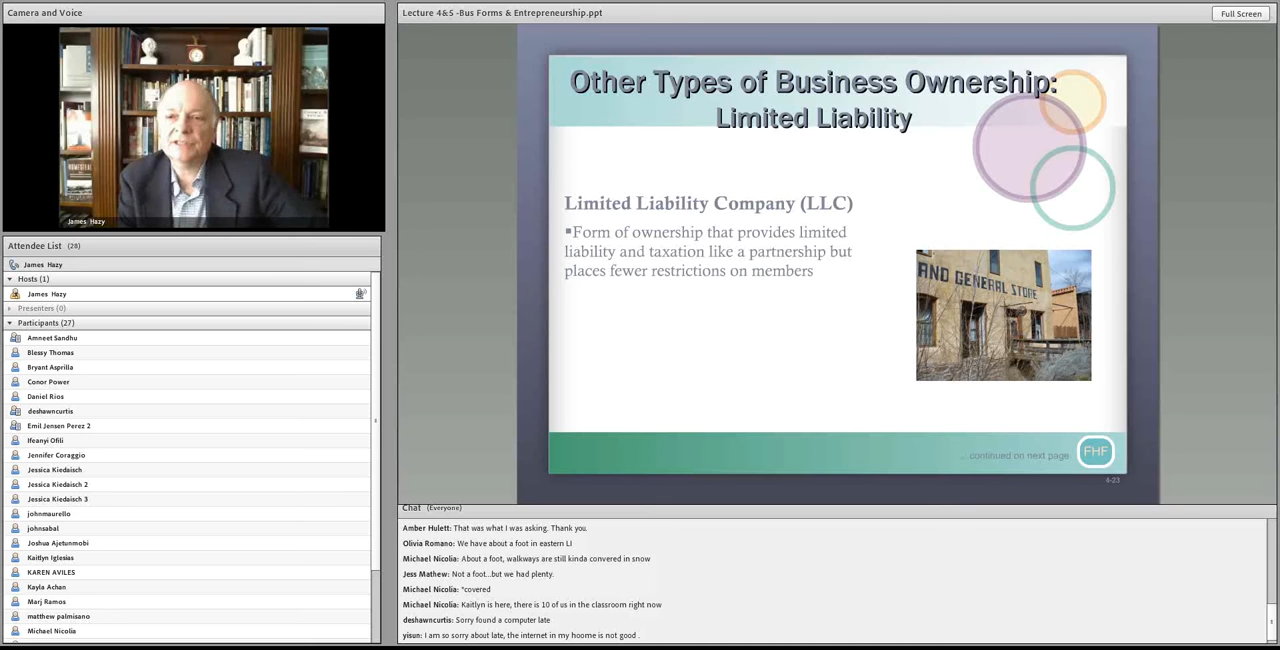 Camera and Voice
James Hazy
Attendee List (28)
James Hazy
Hosts (1)
James Hazy
Presenters (0)
Participants (27)
Amneet Sandhu
Blessy Thomas
Bryant Asprilla
Conor Power
Daniel Rios
deshawncurtis
Emil Jensen Perez 2
Ifeanyi Ofili
Jennifer Coraggio
Jessica Kiedaisch
Jessica Kiedaisch 2
Jessica Kiedaisch 3
johnmaurello
johnsabal
Joshua Ajetunmobi
Kaitlyn Iglesias
KAREN AVILES
Kayla Achan
Marj Ramos
matthew palmisano
Michael Nicolia
Lecture 4&5 -Bus Forms & Entrepreneurship.ppt
Full Screen
Other Types of Business Ownership:
Limited Liability
Limited Liability Company (LLC)
▪Form of ownership that provides limited
liability and taxation like a partnership but
places fewer restrictions on members
AND GENERAL STORE
...continued on next page
FHF
4-23
Chat (Everyone)
Amber Hulett: That was what I was asking. Thank you.
Olivia Romano: We have about a foot in eastern LI
Michael Nicolia: About a foot, walkways are still kinda convered in snow
Jess Mathew: Not a foot...but we had plenty.
Michael Nicolia: *covered
Michael Nicolia: Kaitlyn is here, there is 10 of us in the classroom right now
deshawncurtis: Sorry found a computer late
yisun: I am so sorry about late, the internet in my hoome is not good .